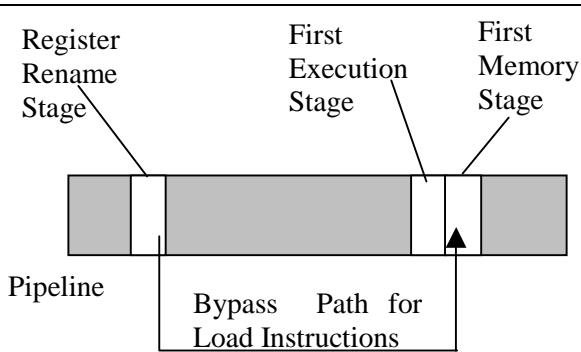 Register
Rename
Stage
First
Execution
Stage
First
Memory
Stage
Pipeline
Bypass Path for
Load Instructions